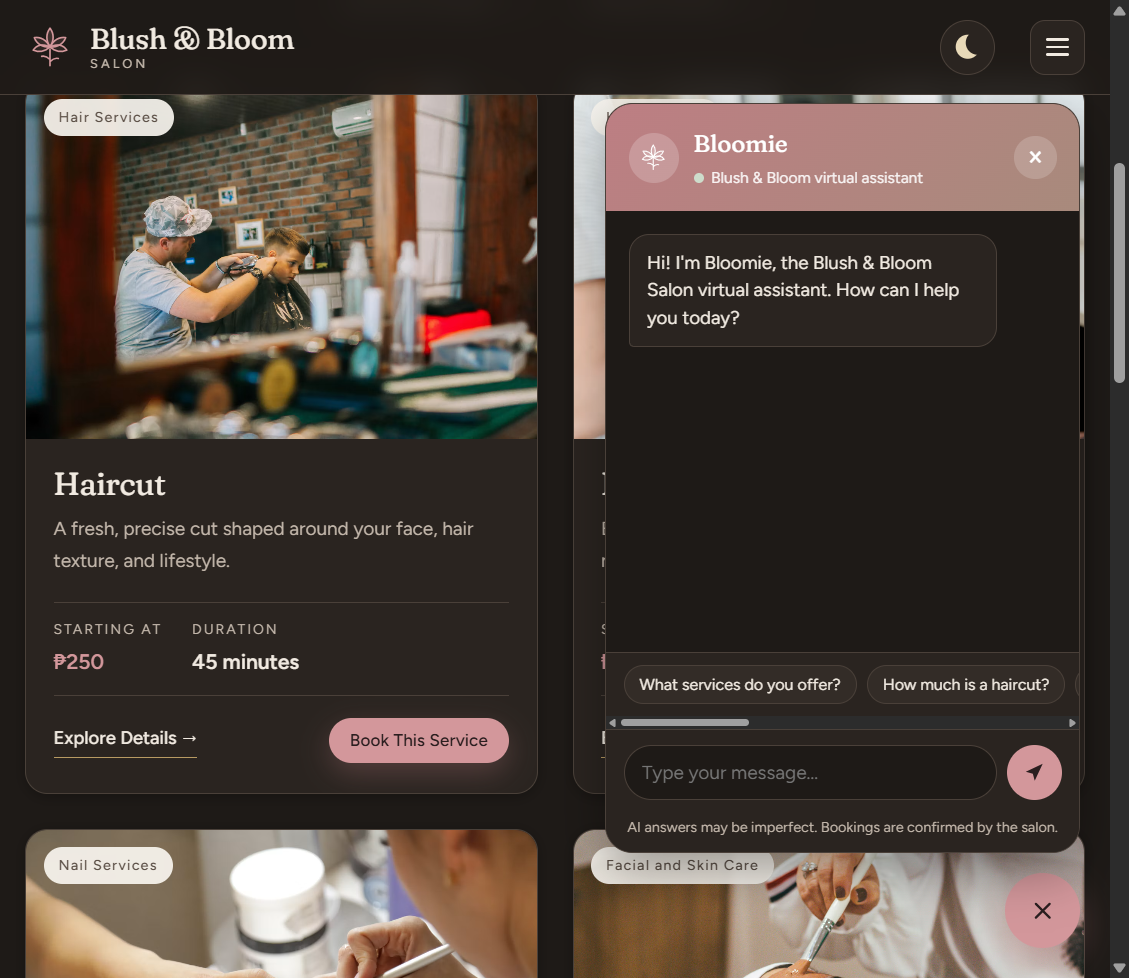 Blush & Bloom
SALON
Hair Services
Haircut
A fresh, precise cut shaped around your face, hair
texture, and lifestyle.
STARTING AT
DURATION
₱250
45 minutes
Explore Details →
Book This Service
Nail Services
Facial and Skin Care
Bloomie
Blush & Bloom virtual assistant
Hi! I'm Bloomie, the Blush & Bloom
Salon virtual assistant. How can I help
you today?
What services do you offer?
How much is a haircut?
Type your message...
AI answers may be imperfect. Bookings are confirmed by the salon.